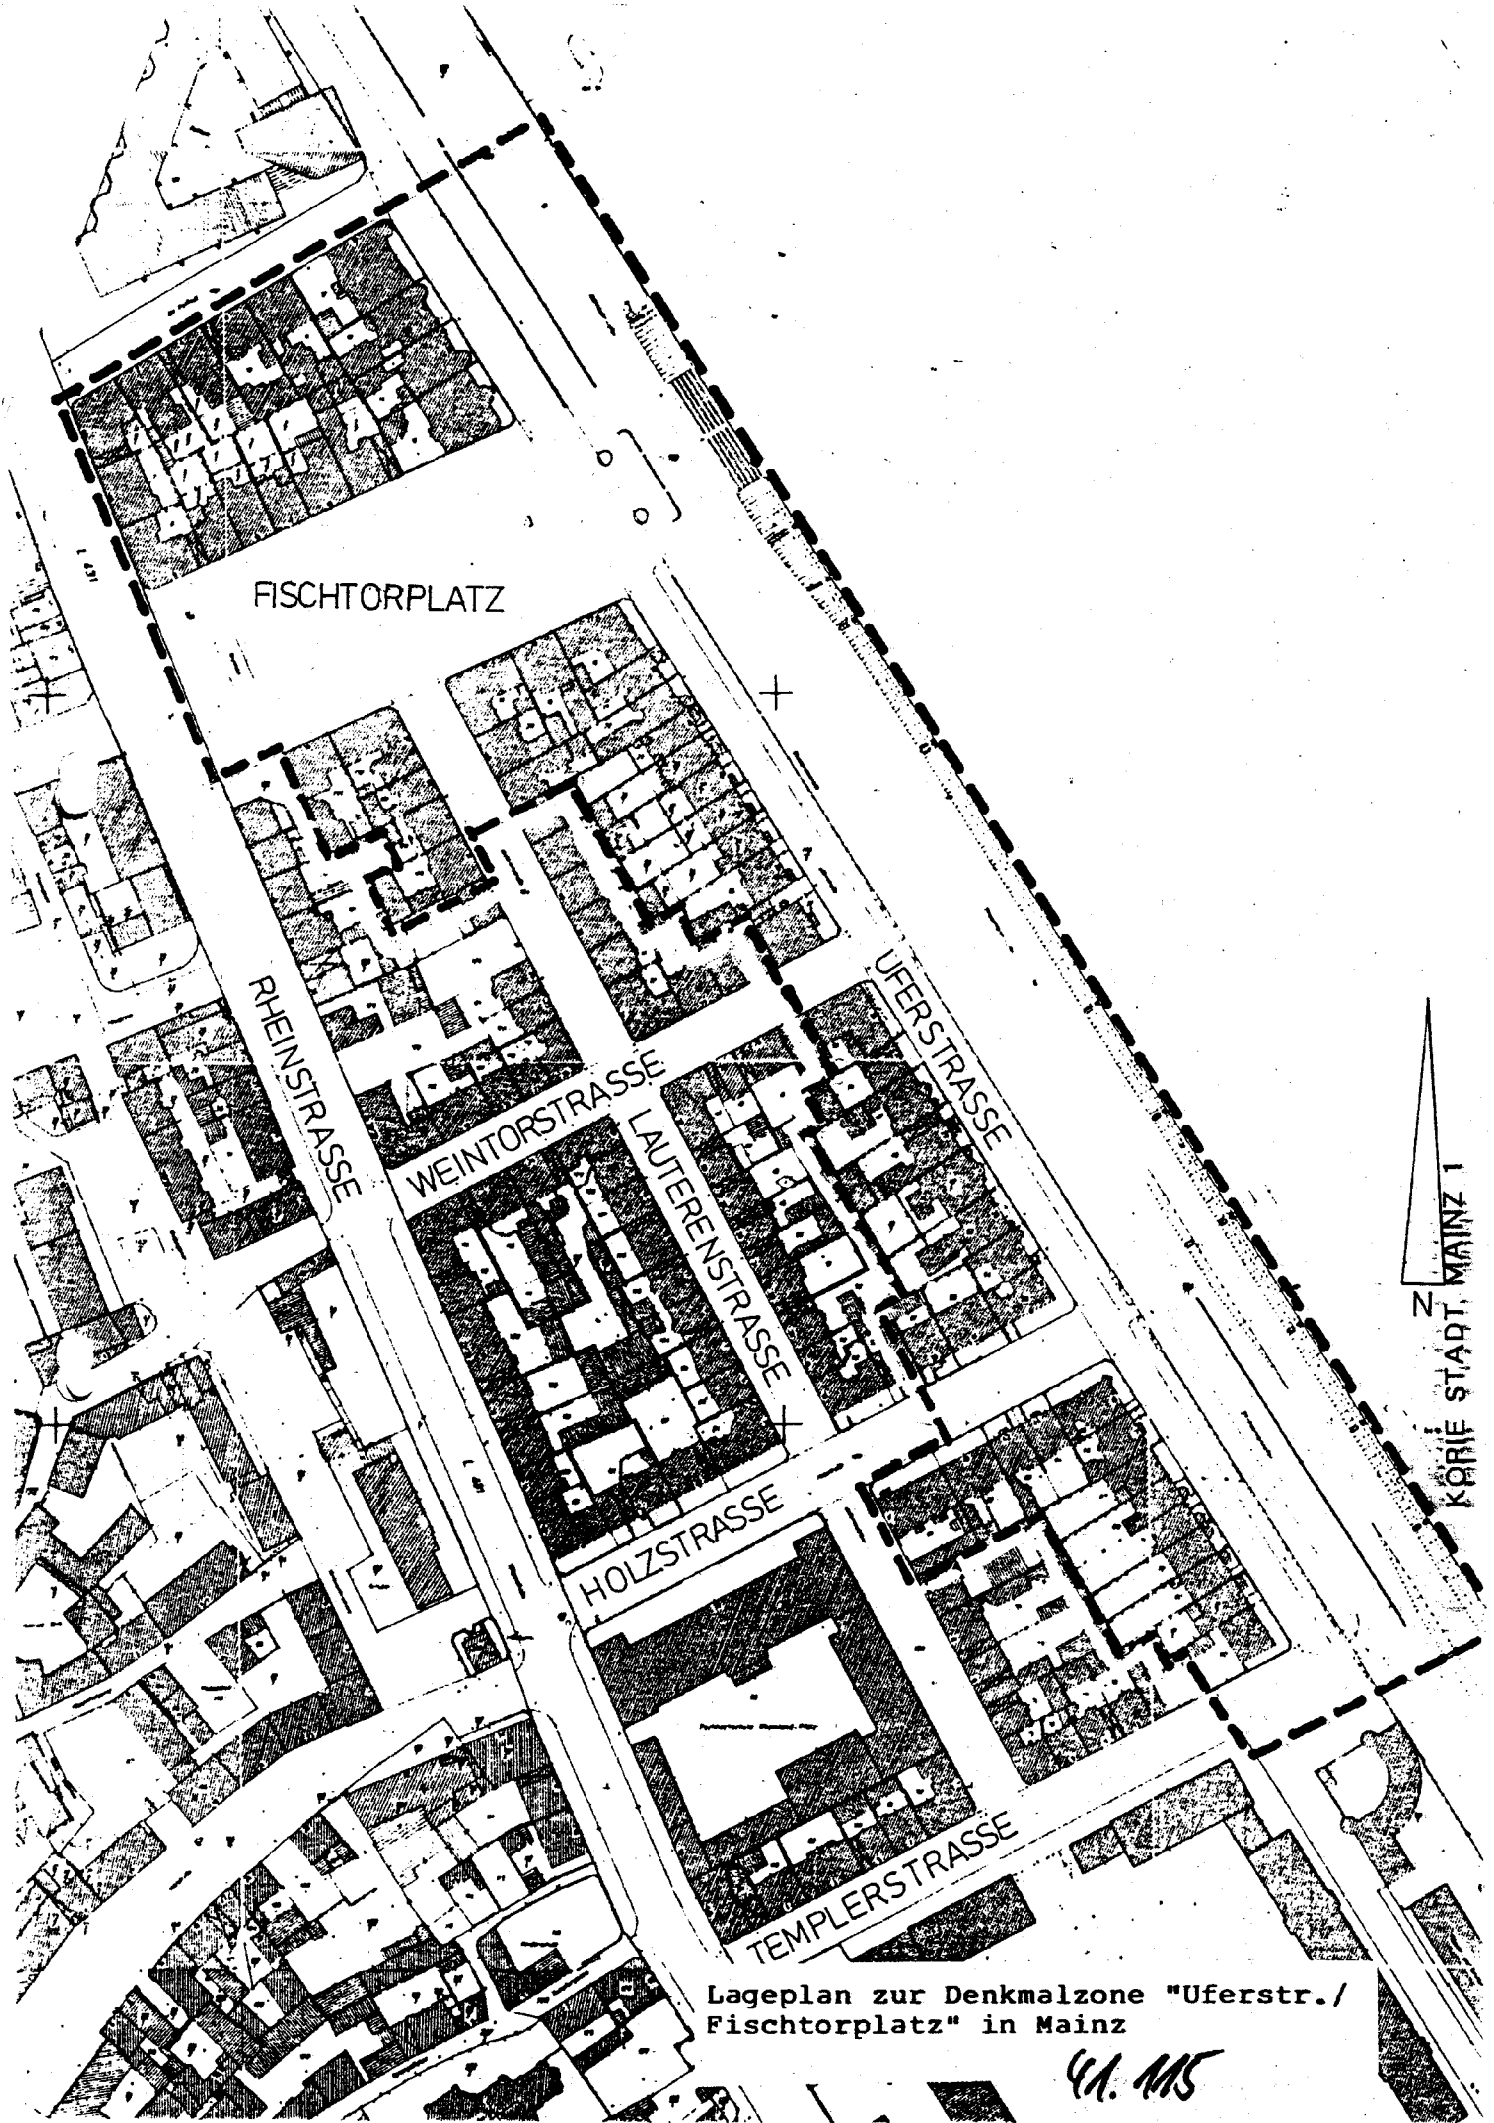 FISCHTORPLATZ
RHEINSTRASSE
WEINTORSTRASSE
LAUTERENSTRASSE
UFERSTRASSE
HOLZSTRASSE
TEMPLERSTRASSE
N
STADT, MAINZ 1
Lageplan zur Denkmalzone "Uferstr./
Fischtorplatz" in Mainz
41. 115